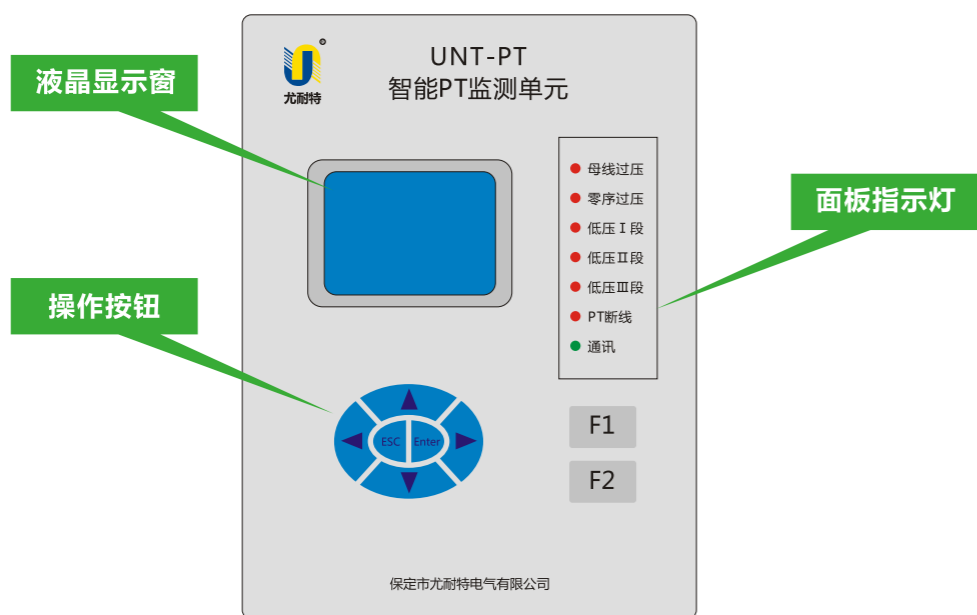 UNT-PT
智能PT监测单元
®
尤耐特
液晶显示窗
母线过压
零序过压
低压Ⅰ段
低压Ⅱ段
低压Ⅲ段
PT断线
通讯
面板指示灯
操作按钮
ESC
Enter
F1
F2
保定市尤耐特电气有限公司